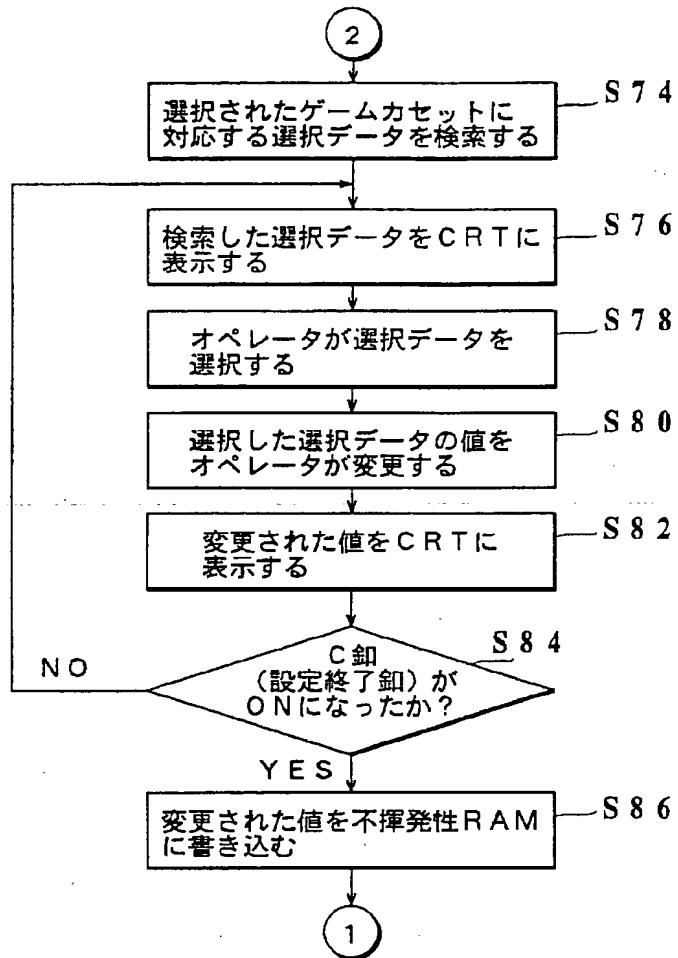 2
選択されたゲームカセットに
対応する選択データを検索する
S74
検索した選択データをCRTに
表示する
S76
オペレータが選択データを
選択する
S78
選択した選択データの値を
オペレータが変更する
S80
変更された値をCRTに
表示する
S82
C釦
(設定終了釦)が
ONになったか?
S84
NO
YES
変更された値を不揮発性RAM
に書き込む
S86
1